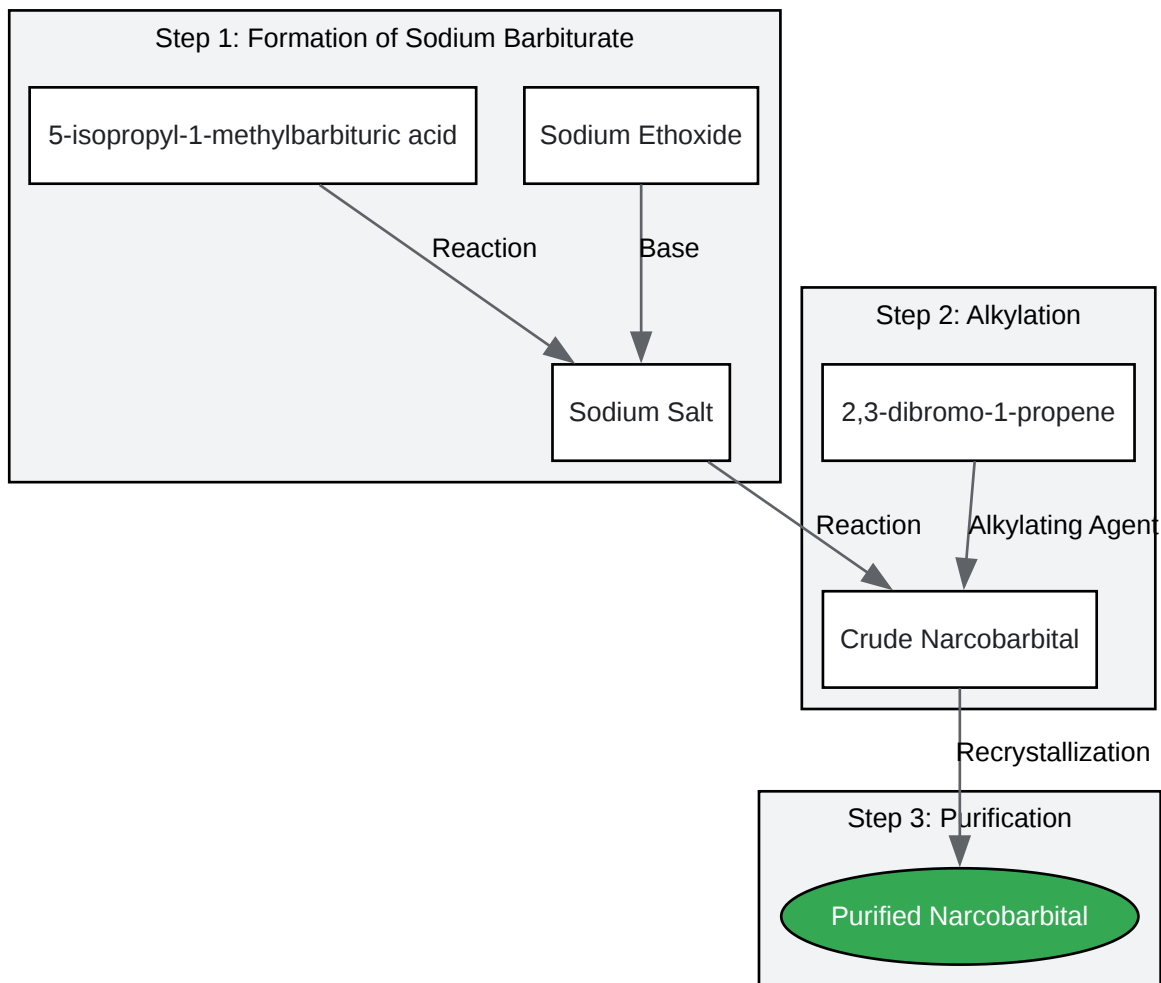 Step 1: Formation of Sodium Barbiturate
5-isopropyl-1-methylbarbituric acid
Sodium Ethoxide
Reaction
Base
Sodium Salt
Step 2: Alkylation
2,3-dibromo-1-propene
Reaction
Alkylating Agent
Crude Narcobarbital
Recrystallization
Step 3: Purification
Purified Narcobarbital